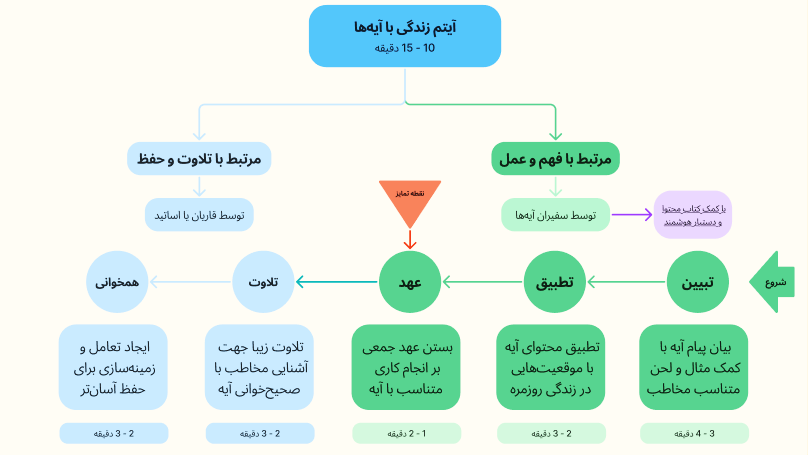 آیتم زندگی با آیه‌ها
10 - 15 دقیقه
مرتبط با فهم و عمل
مرتبط با تلاوت و حفظ
توسط سفیران آیه‌ها
با کمک کتاب محتوا
و دستیار هوشمند
نقطه تمایز
توسط قاریان یا اساتید
شروع
تبیین
تطبیق
عهد
تلاوت
همخوانی
بیان پیام آیه با
کمک مثال و لحن
متناسب مخاطب
تطبیق محتوای آیه
با موقعیت‌هایی
در زندگی روزمره
بستن عهد جمعی
بر انجام کاری
متناسب با آیه
تلاوت زیبا جهت
آشنایی مخاطب با
صحیح‌خوانی آیه
ایجاد تعامل و
زمینه‌سازی برای
حفظ آسان‌تر
3 - 4 دقیقه
2 - 3 دقیقه
1 - 2 دقیقه
2 - 3 دقیقه
2 - 3 دقیقه